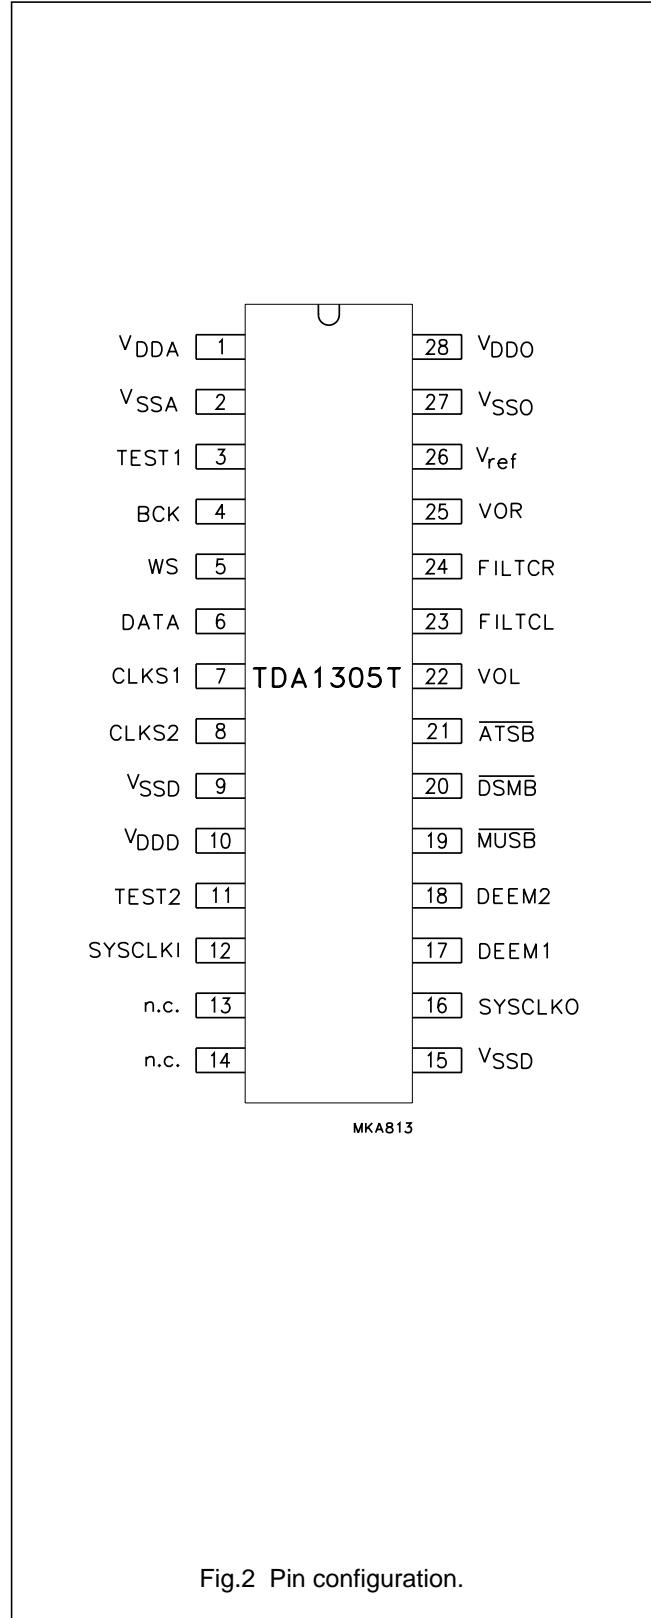 VDDA 1 28 VDDO
VSSA 2 27 VSSO
TEST1 3 26 Vref
BCK 4 25 VOR
WS 5 24 FILTCR
DATA 6 23 FILTCL
CLKS1 7 TDA1305T 22 VOL
CLKS2 8 21 A̅T̅S̅B̅
VSSD 9 20 D̅S̅M̅B̅
VDDD 10 19 M̅U̅S̅B̅
TEST2 11 18 DEEM2
SYSCLKI 12 17 DEEM1
n.c. 13 16 SYSCLKO
n.c. 14 15 VSSD
MKA813
Fig.2 Pin configuration.